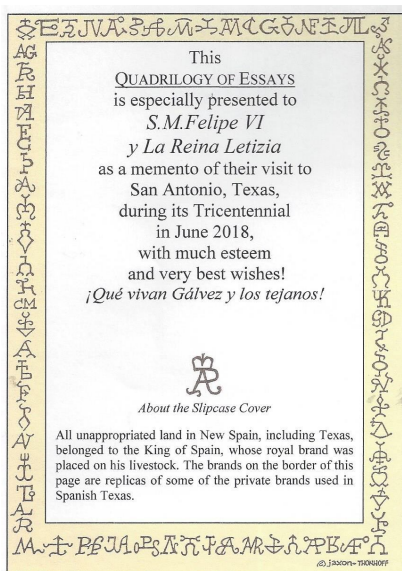 This
QUADRILOGY OF ESSAYS
is especially presented to
S.M.Felipe VI
y La Reina Letizia
as a memento of their visit to
San Antonio, Texas,
during its Tricentennial
in June 2018,
with much esteem
and very best wishes!
¡Qué vivan Gálvez y los tejanos!
About the Slipcase Cover
All unappropriated land in New Spain, including Texas,
belonged to the King of Spain, whose royal brand was
placed on his livestock. The brands on the border of this
page are replicas of some of the private brands used in
Spanish Texas.
© Jaxon-THONHOFF